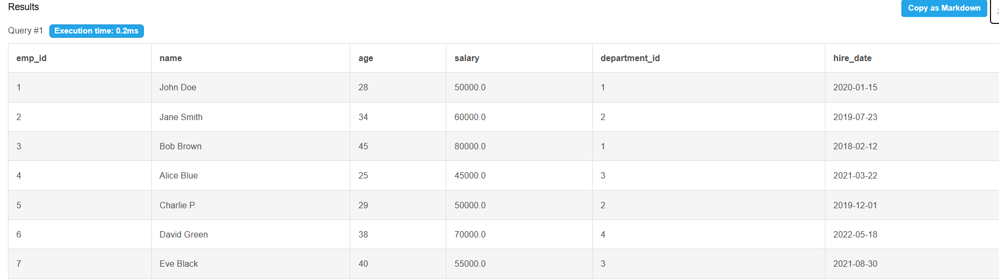 Results
Copy as Markdown
Query #1 Execution time: 0.2ms
emp_id name age salary department_id hire_date
1 John Doe 28 50000.0 1 2020-01-15
2 Jane Smith 34 60000.0 2 2019-07-23
3 Bob Brown 45 80000.0 1 2018-02-12
4 Alice Blue 25 45000.0 3 2021-03-22
5 Charlie P. 29 50000.0 2 2019-12-01
6 David Green 38 70000.0 4 2022-05-18
7 Eve Black 40 55000.0 3 2021-08-30